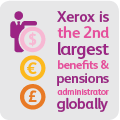 Xerox is
the 2nd
largest
benefits &
pensions
administrator
globally
$
€
£